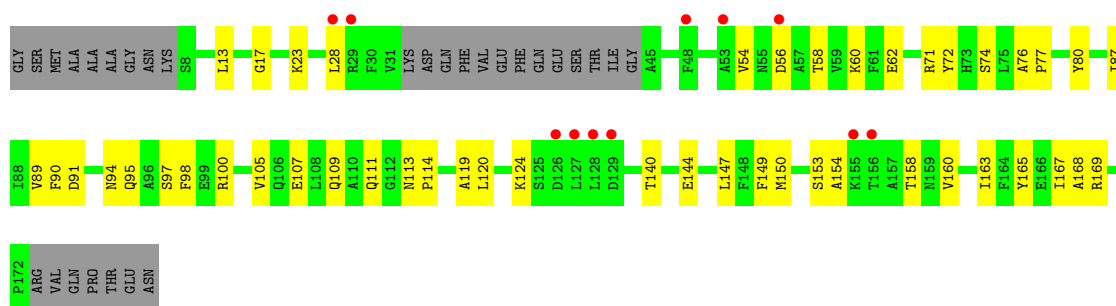 GLY SER MET ALA ALA ALA GLY ASN LYS S8 L13 G17 K23 L28 R29 F30 V31 LYS ASP GLN PHE VAL GLU PHE GLN GLU SER THR ILE GLY A45 F48 A53 V54 N55 D56 A57 T58 V59 K60 F61 E62 R71 Y72 H73 S74 L75 A76 P77 Y80 I87
I88 V89 F90 D91 N94 Q95 A96 S97 F98 E99 R100 V105 Q106 E107 L108 Q109 A110 Q111 G112 N113 P114 A119 L120 K124 S125 D126 L127 L128 D129 T140 E144 L147 F148 F149 M150 S153 A154 K155 T156 A157 T158 N159 V160 I163 F164 Y165 E166 I167 A168 R169
P172 ARG VAL GLN PRO THR GLU ASN